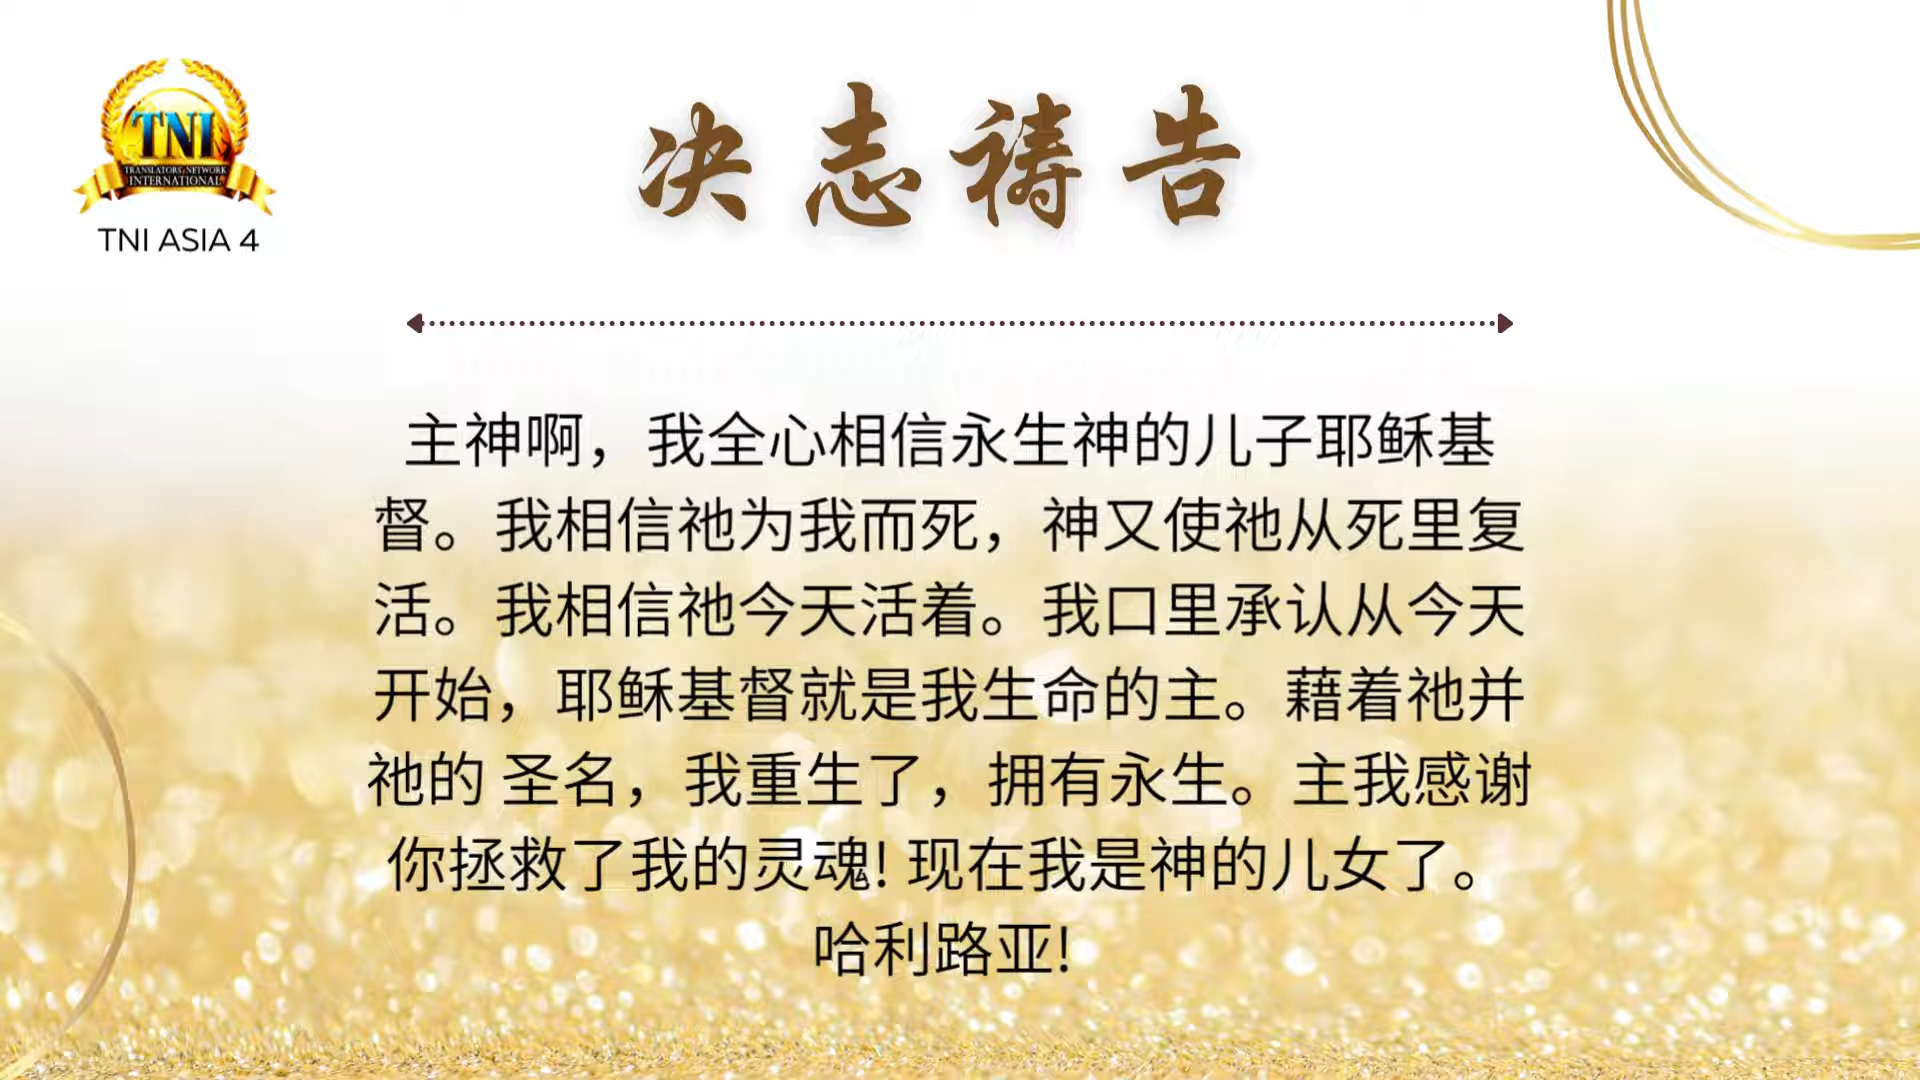 TNI
TRANSLATORS NETWORK
INTERNATIONAL
TNI ASIA 4
决志祷告
主神啊，我全心相信永生神的儿子耶稣基
督。我相信祂为我而死，神又使祂从死里复
活。我相信祂今天活着。我口里承认从今天
开始，耶稣基督就是我生命的主。藉着祂并
祂的 圣名，我重生了，拥有永生。主我感谢
你拯救了我的灵魂! 现在我是神的儿女了。
哈利路亚!